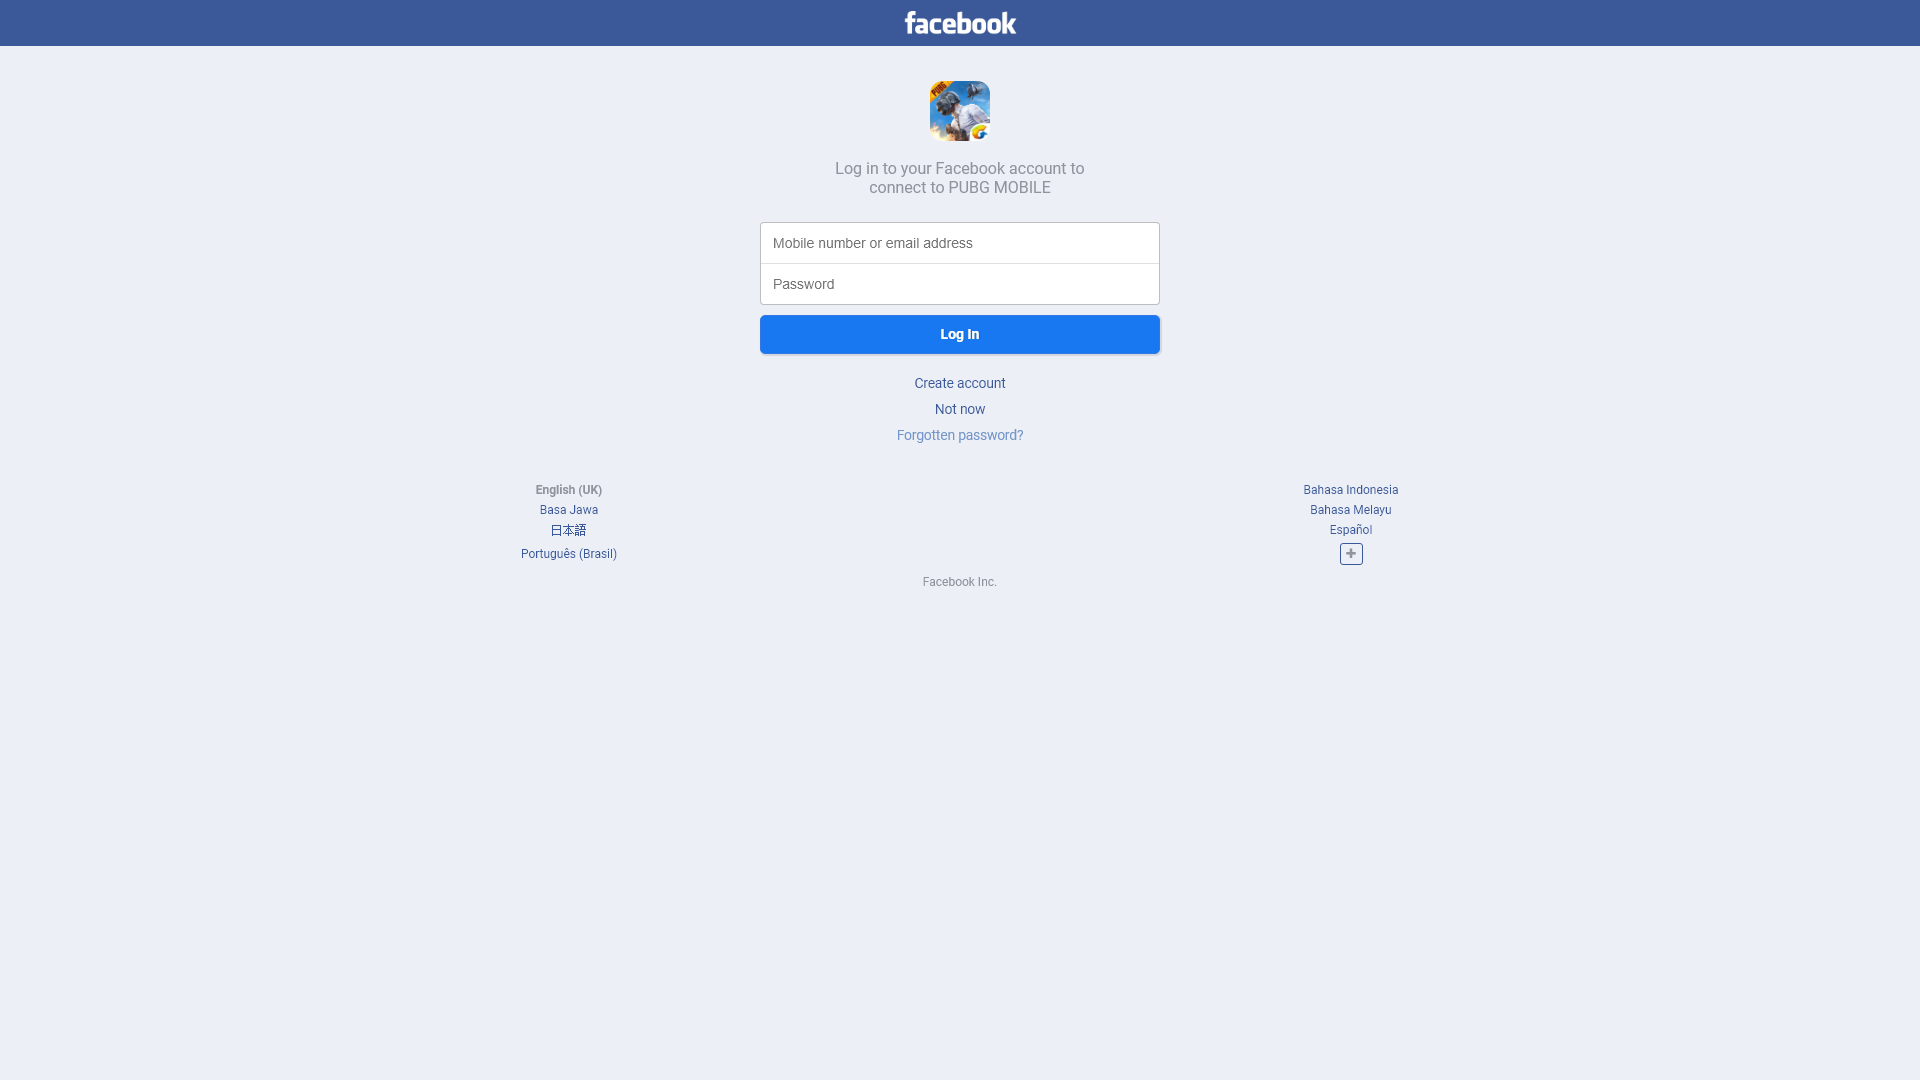 facebook
PUBG
Log in to your Facebook account to
connect to PUBG MOBILE
Mobile number or email address
Password
Log In
Create account
Not now
Forgotten password?
English (UK)
Basa Jawa
日本語
Português (Brasil)
Bahasa Indonesia
Bahasa Melayu
Español
+
Facebook Inc.